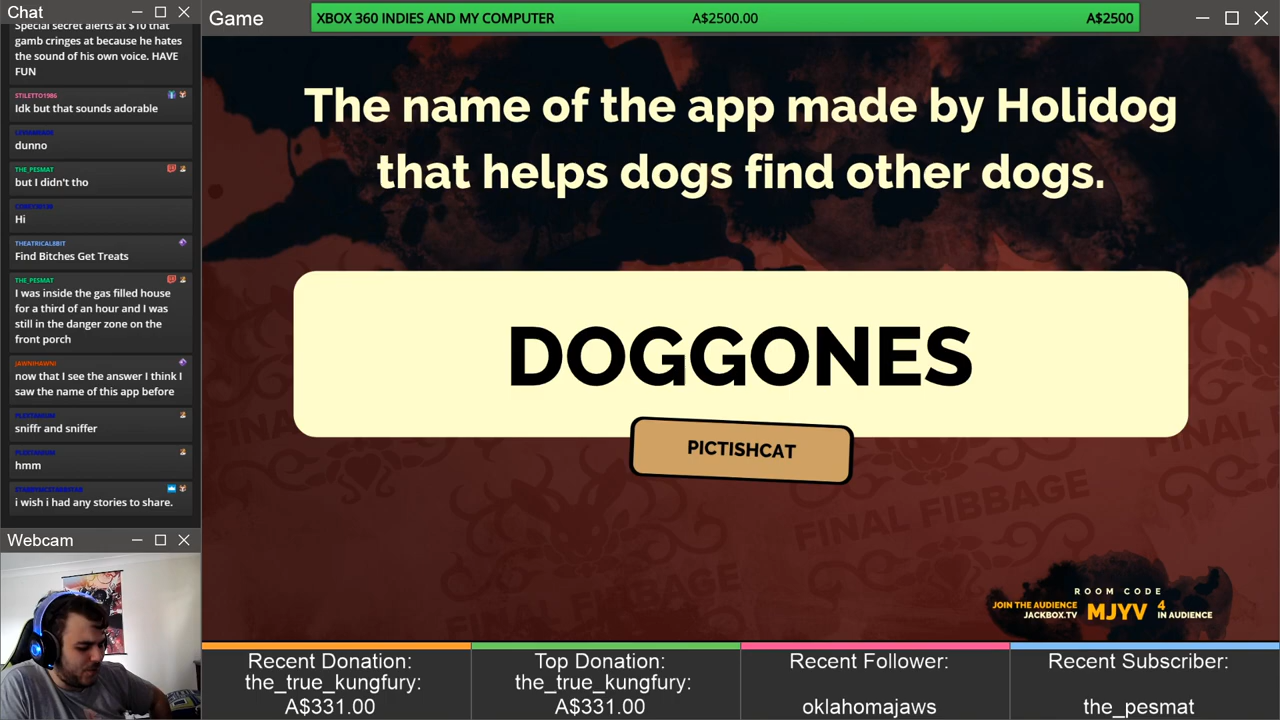 Chat
Special secret alerts at $10 that
gamb cringes at because he hates
the sound of his own voice. HAVE
FUN
STILETTO1986
Idk but that sounds adorable
dunno
THE_PESMAT
but I didn't tho
Hi
THEATRICAL8BIT
Find Bitches Get Treats
THE_PESMAT
I was inside the gas filled house
for a third of an hour and I was
still in the danger zone on the
front porch
JAWNIHAWNI
now that I see the answer I think I
saw the name of this app before
sniffr and sniffer
hmm
i wish i had any stories to share.
Webcam
Game
XBOX 360 INDIES AND MY COMPUTER
A$2500.00
A$2500
The name of the app made by Holidog
that helps dogs find other dogs.
DOGGONES
PICTISHCAT
FINAL FIBBAGE
FINAL FIBBAGE
ROOM CODE
JOIN THE AUDIENCE
JACKBOX.TV
MJYV
4
IN AUDIENCE
Recent Donation:
the_true_kungfury:
A$331.00
Top Donation:
the_true_kungfury:
A$331.00
Recent Follower:
oklahomajaws
Recent Subscriber:
the_pesmat